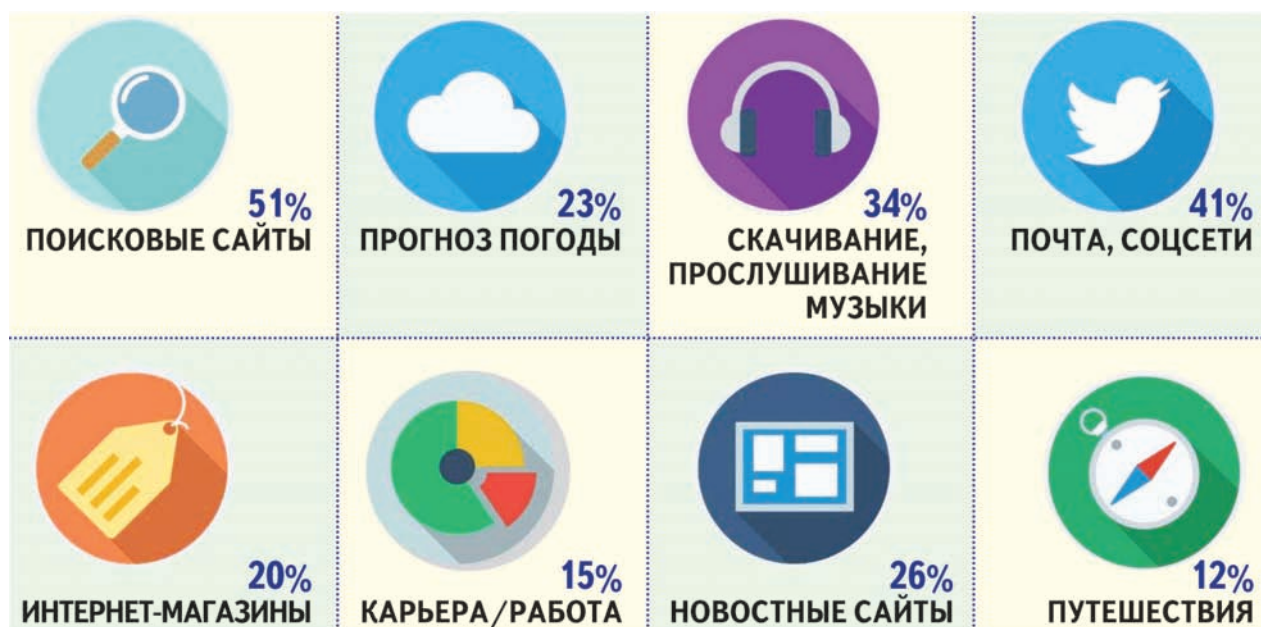 51%
ПОИСКОВЫЕ САЙТЫ
23%
ПРОГНОЗ ПОГОДЫ
34%
СКАЧИВАНИЕ,
ПРОСЛУШИВАНИЕ
МУЗЫКИ
41%
ПОЧТА, СОЦСЕТИ
20%
ИНТЕРНЕТ-МАГАЗИНЫ
15%
КАРЬЕРА/РАБОТА
26%
НОВОСТНЫЕ САЙТЫ
12%
ПУТЕШЕСТВИЯ